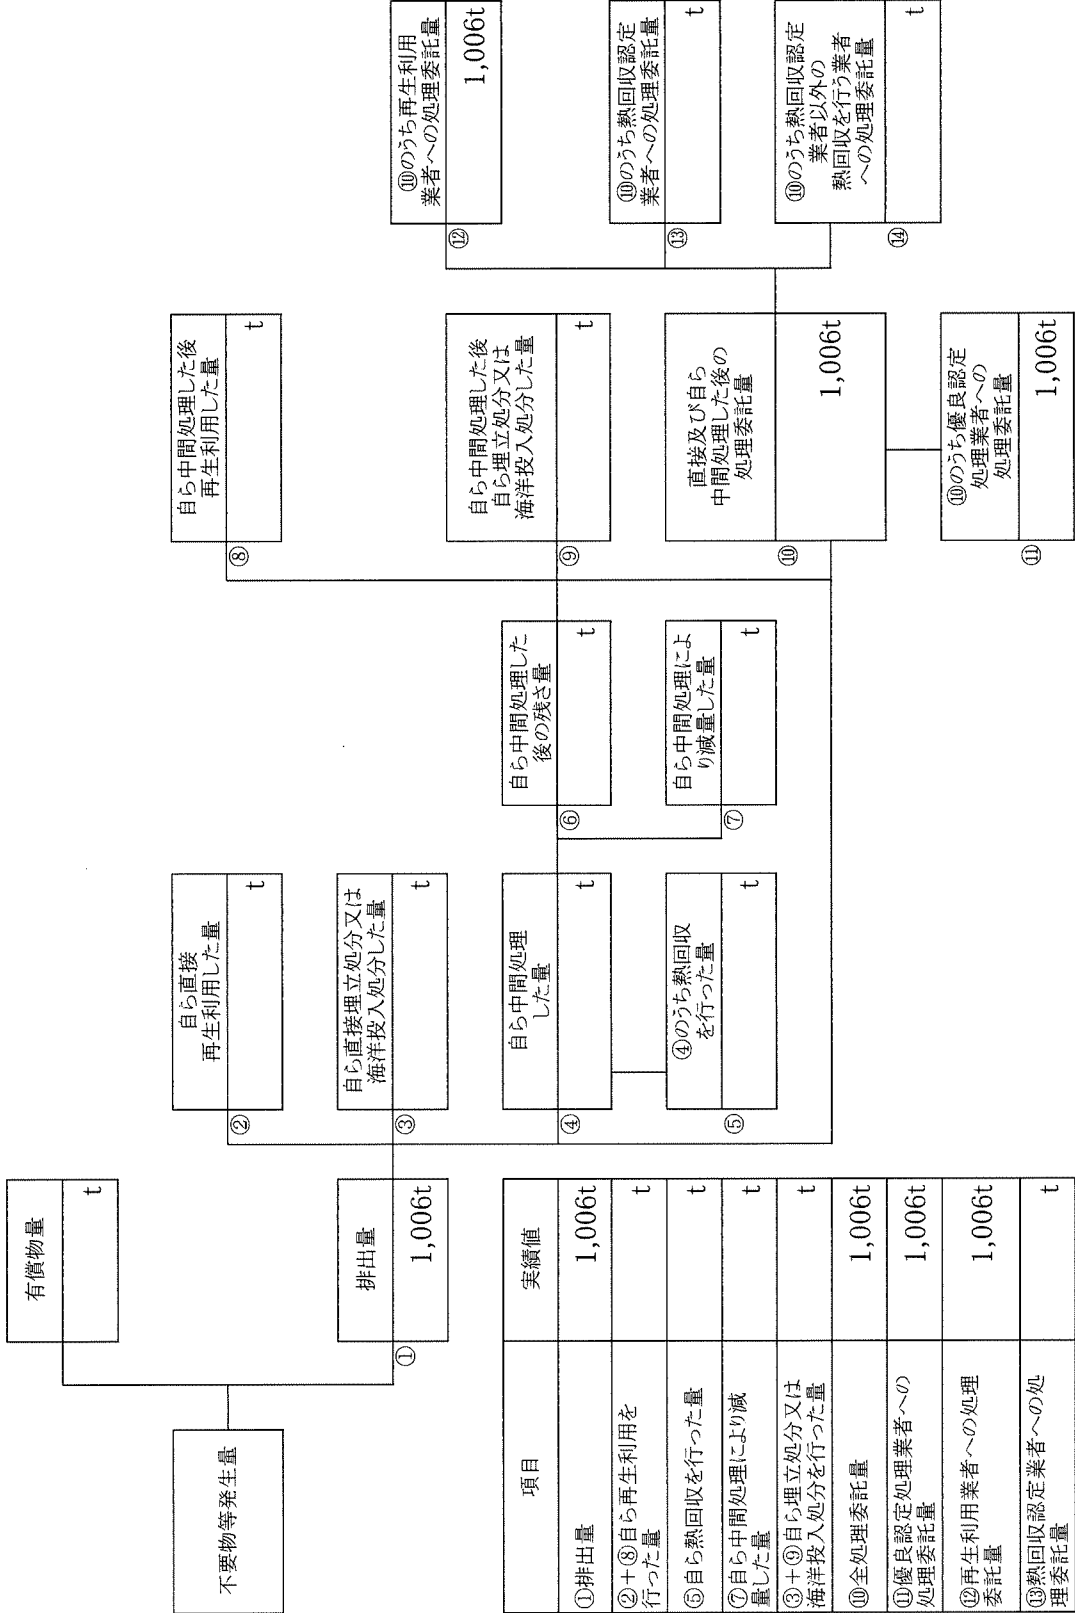 不要物等発生量
有償物量
t
①
排出量
1,006t
②
自ら直接
再生利用した量
t
③
自ら直接埋立処分又は
海洋投入処分した量
t
④
自ら中間処理
した量
t
⑤
④のうち熱回収
を行った量
t
⑥
自ら中間処理した
後の残さ量
t
⑦
自ら中間処理によ
り減量した量
t
⑧
自ら中間処理した後
再生利用した量
t
⑨
自ら中間処理した後
自ら埋立処分又は
海洋投入処分した量
t
⑩
直接及び自ら
中間処理した後の
処理委託量
1,006t
⑪
⑩のうち優良認定
処理業者への
処理委託量
1,006t
⑫
⑩のうち再生利用
業者への処理委託量
1,006t
⑬
⑩のうち熱回収認定
業者への処理委託量
t
⑭
⑩のうち熱回収認定
業者以外の
熱回収を行う業者
への処理委託量
t
項目 実績値
①排出量 1,006t
②+⑧自ら再生利用を
行った量 t
⑤自ら熱回収を行った量 t
⑦自ら中間処理により減
量した量 t
③+⑨自ら埋立処分又は
海洋投入処分を行った量 t
⑩全処理委託量 1,006t
⑪優良認定処理業者への
処理委託量 1,006t
⑫再生利用業者への処理
委託量 1,006t
⑬熱回収認定業者への処
理委託量 t